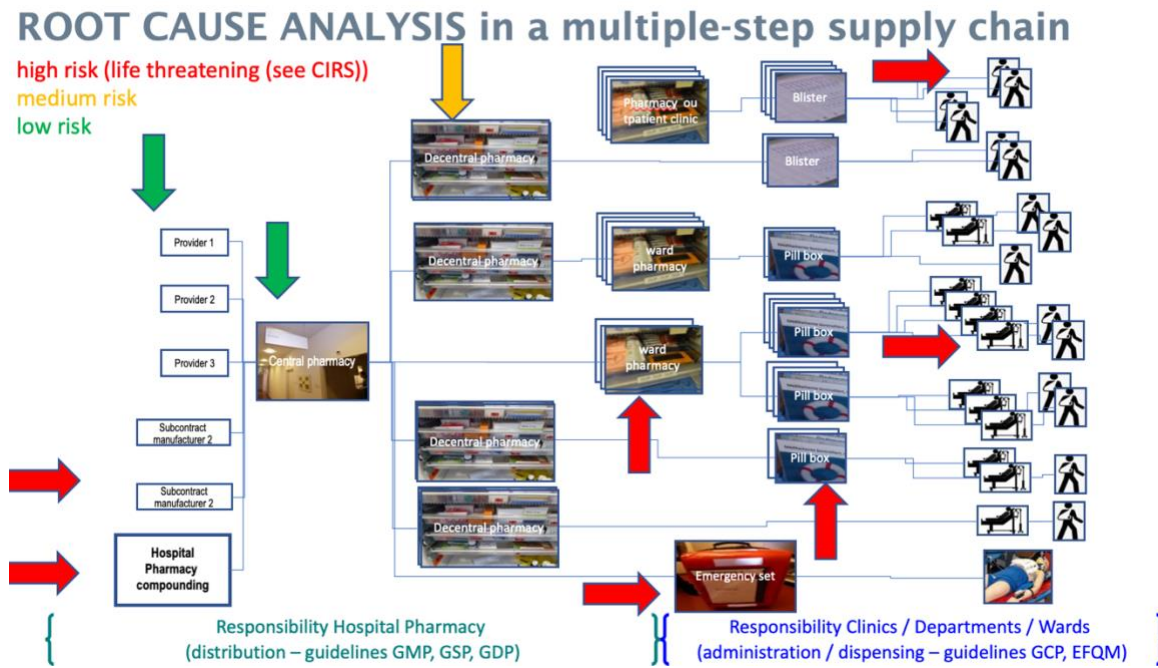 ROOT CAUSE ANALYSIS in a multiple-step supply chain
high risk (life threatening (see CIRS))
medium risk
low risk
Pharmacy ou
tpatient clinic
Blister
Decentral pharmacy
Blister
Provider 1
Decentral pharmacy
ward
pharmacy
Pill box
Provider 2
Pill box
Provider 3
Central pharmacy
ward
pharmacy
Pill box
Subcontract
manufacturer 2
Decentral pharmacy
Pill box
Subcontract
manufacturer 2
Decentral pharmacy
Hospital
Pharmacy
compounding
Emergency set
Responsibility Hospital Pharmacy
(distribution – guidelines GMP, GSP, GDP)
Responsibility Clinics / Departments / Wards
(administration / dispensing – guidelines GCP, EFQM)